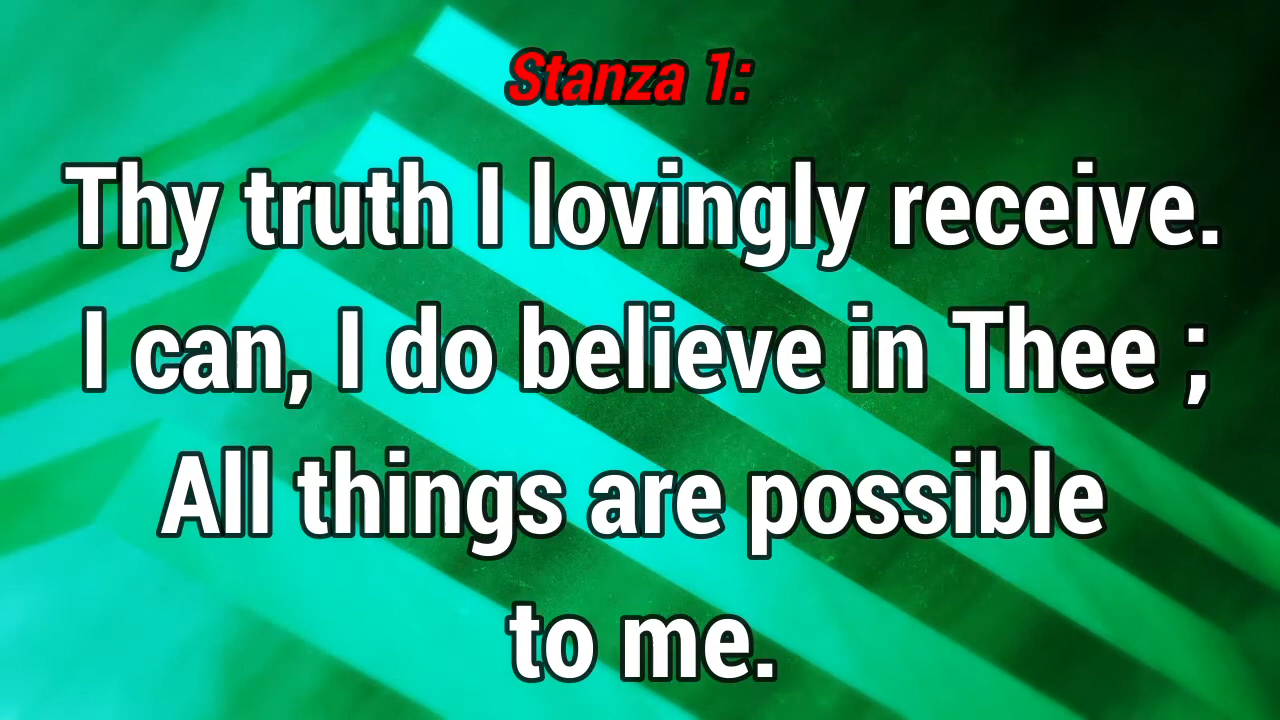 Stanza 1:
Thy truth I lovingly receive.
I can, I do believe in Thee ;
All things are possible
to me.